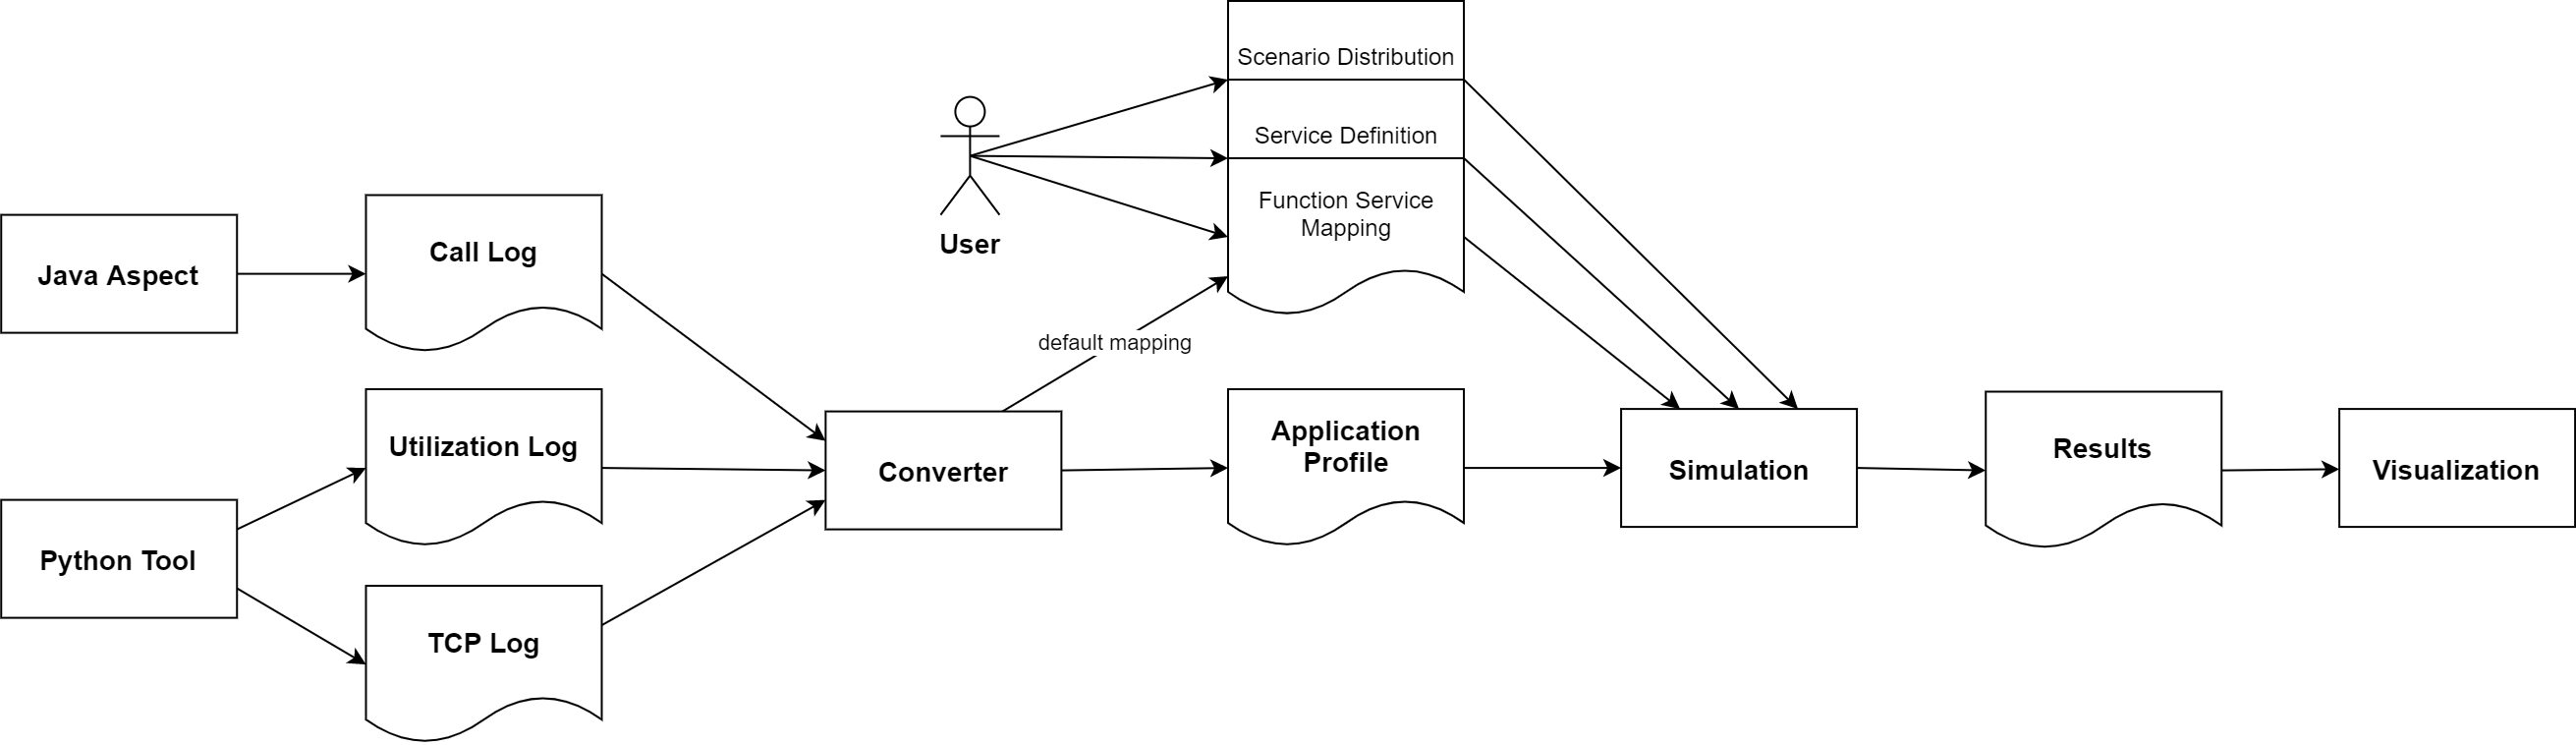 Scenario Distribution
Service Definition
Function Service
Mapping
User
Java Aspect
Call Log
default mapping
Utilization Log
Python Tool
TCP Log
Converter
Application
Profile
Simulation
Results
Visualization